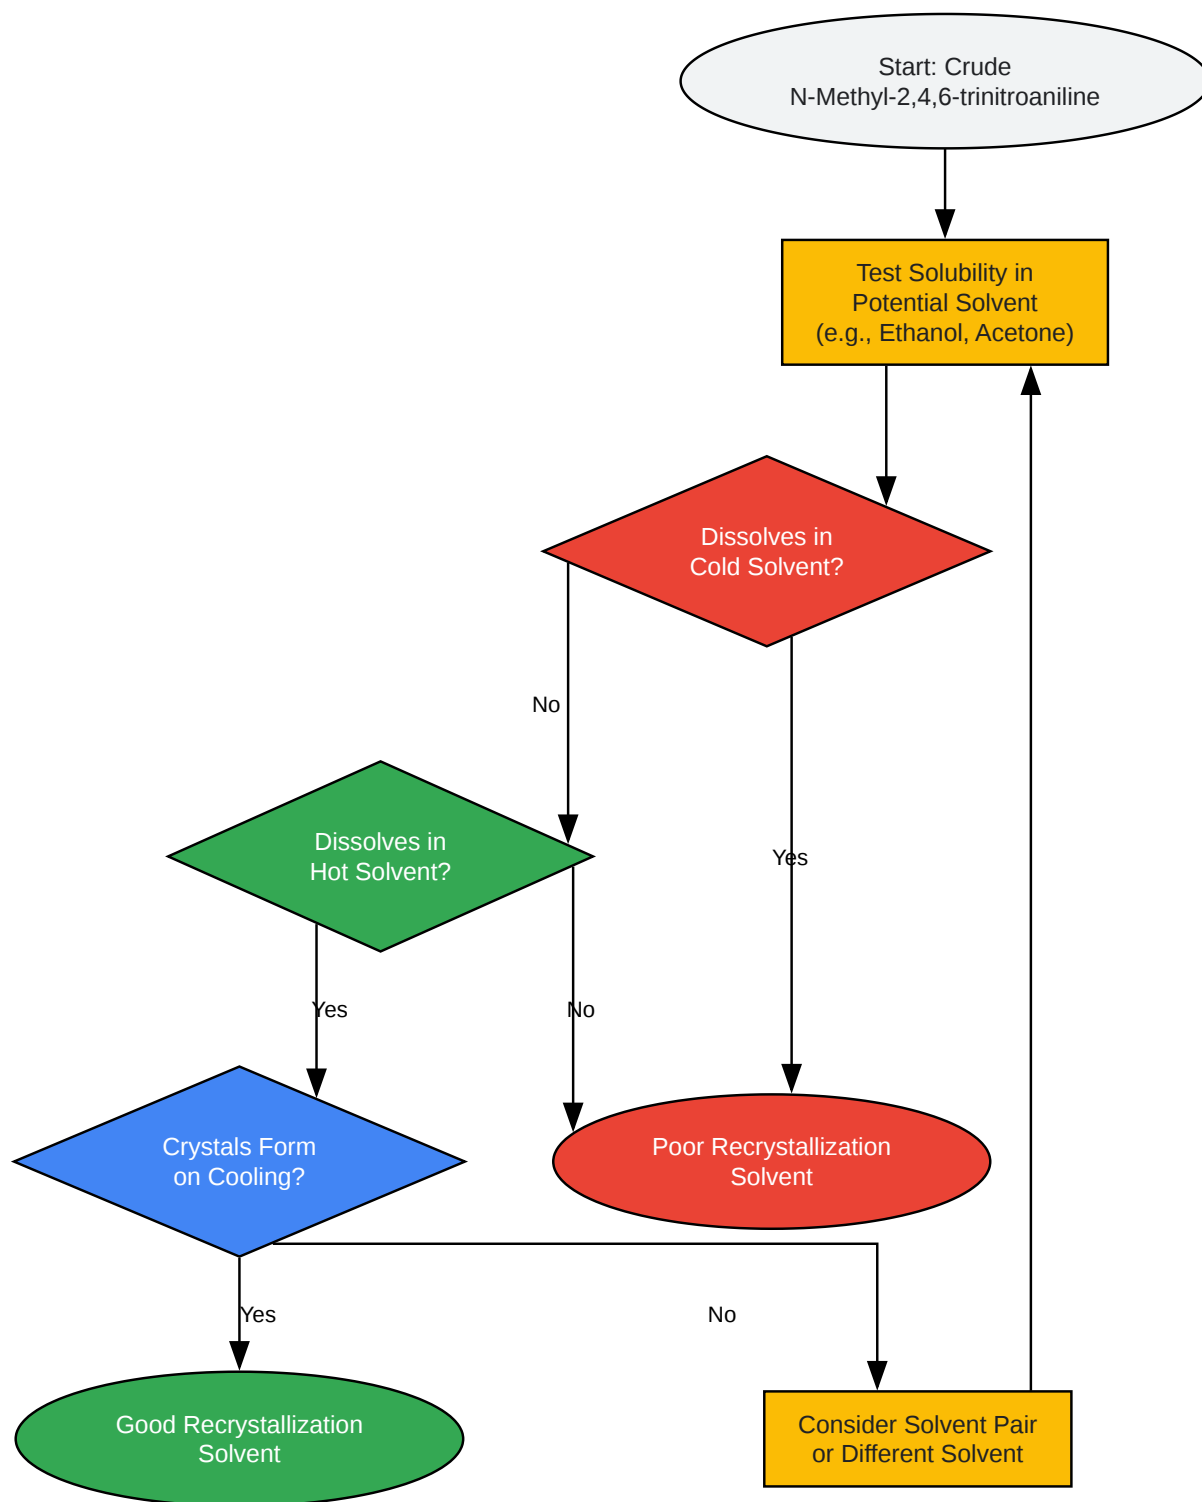 Start: Crude
N-Methyl-2,4,6-trinitroaniline
Test Solubility in
Potential Solvent
(e.g., Ethanol, Acetone)
Dissolves in
Cold Solvent?
No
Yes
Dissolves in
Hot Solvent?
Yes
No
Crystals Form
on Cooling?
Poor Recrystallization
Solvent
Yes
No
Good Recrystallization
Solvent
Consider Solvent Pair
or Different Solvent